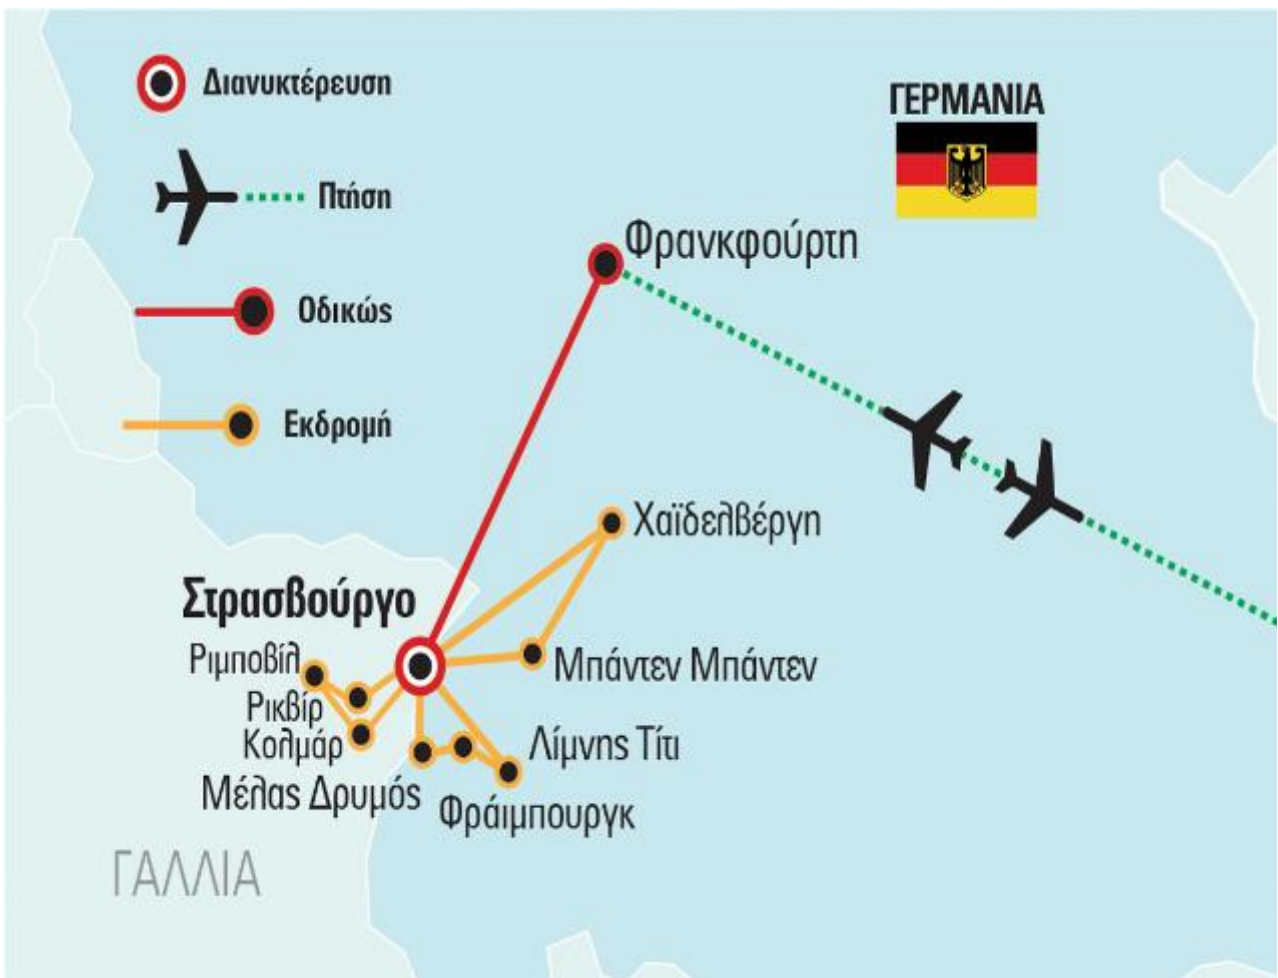 Διανυκτέρευση
Πτήση
Οδικώς
Εκδρομή
ΓΕΡΜΑΝΙΑ
Φρανκφούρτη
Χαϊδελβέργη
Στρασβούργο
Ριμποβίλ
Μπάντεν Μπάντεν
Ρικβίρ
Κολμάρ
Λίμνης Τίτι
Μέλας Δρυμός
Φράιμπουργκ
ΓΑΛΛΙΑ